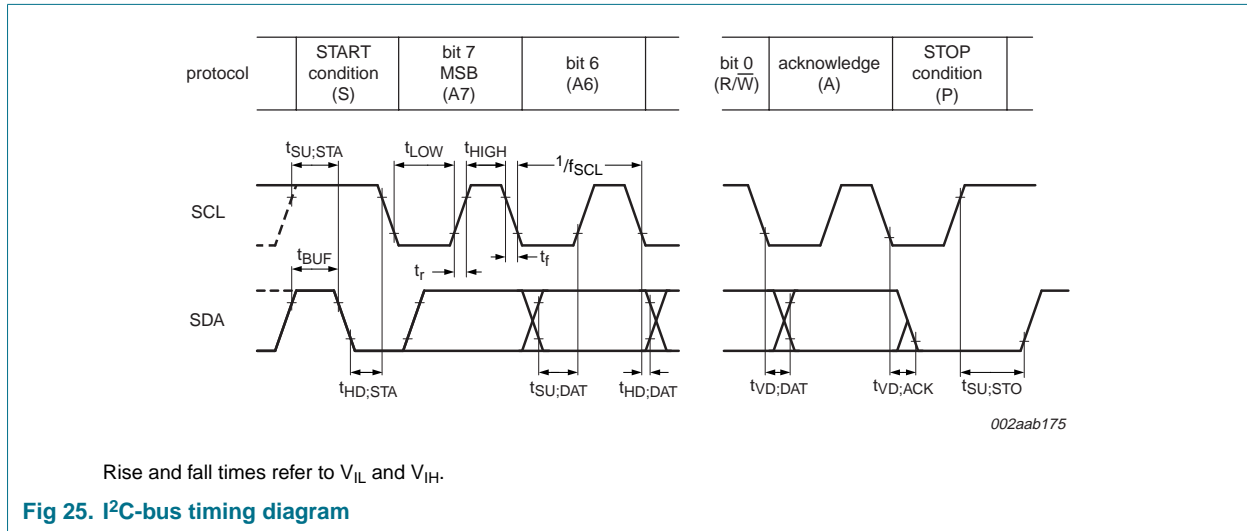 protocol
START condition (S)
bit 7 MSB (A7)
bit 6 (A6)
bit 0 (R/W̅)
acknowledge (A)
STOP condition (P)
tSU;STA
tLOW
tHIGH
1/fSCL
SCL
tBUF
tr
tf
SDA
tHD;STA
tSU;DAT
tHD;DAT
tVD;DAT
tVD;ACK
tSU;STO
002aab175
Rise and fall times refer to VIL and VIH.
Fig 25. I²C-bus timing diagram